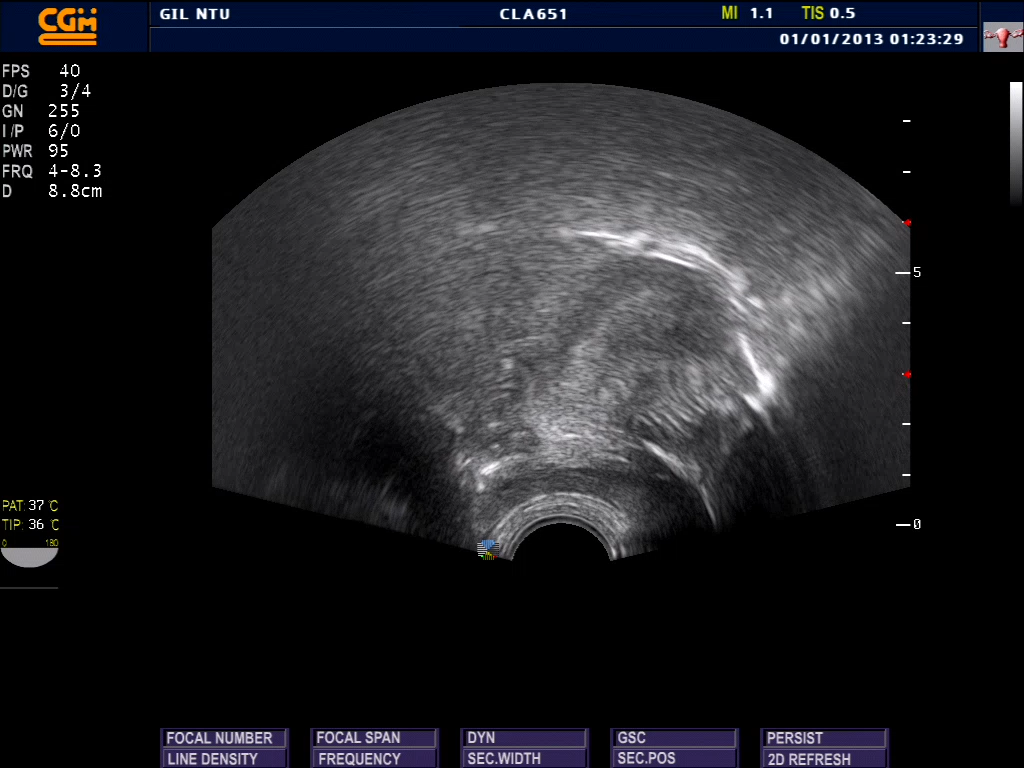 CGM
GIL NTU
CLA651
MI 1.1 TIS 0.5
01/01/2013 01:23:29
FPS 40
D/G 3/4
GN 255
I/P 6/0
PWR 95
FRQ 4-8.3
D 8.8cm
5
PAT: 37 °C
TIP: 36 °C
0 180
0
FOCAL NUMBER
FOCAL SPAN
DYN
GSC
PERSIST
LINE DENSITY
FREQUENCY
SEC.WIDTH
SEC.POS
2D REFRESH